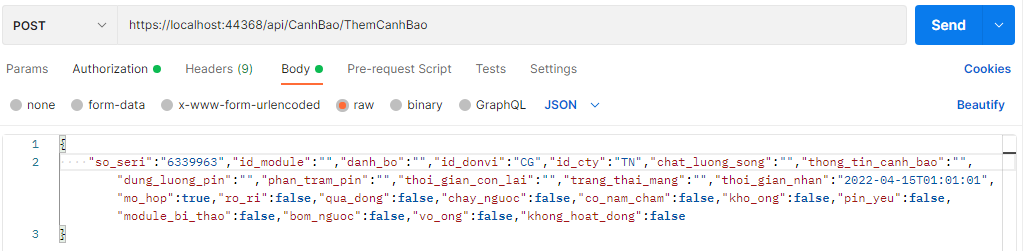 POST https://localhost:44368/api/CanhBao/ThemCanhBao Send
Params Authorization Headers (9) Body Pre-request Script Tests Settings Cookies
none form-data x-www-form-urlencoded raw binary GraphQL JSON Beautify
1 {
2 "so_seri":"6339963","id_module":"","danh_bo":"","id_donvi":"CG","id_cty":"TN","chat_luong_song":"","thong_tin_canh_bao":"",
"dung_luong_pin":"","phan_tram_pin":"","thoi_gian_con_lai":"","trang_thai_mang":"","thoi_gian_nhan":"2022-04-15T01:01:01",
"mo_hop":true,"ro_ri":false,"qua_dong":false,"chay_nguoc":false,"co_nam_cham":false,"kho_ong":false,"pin_yeu":false,
"module_bi_thao":false,"bom_nguoc":false,"vo_ong":false,"khong_hoat_dong":false
3 }